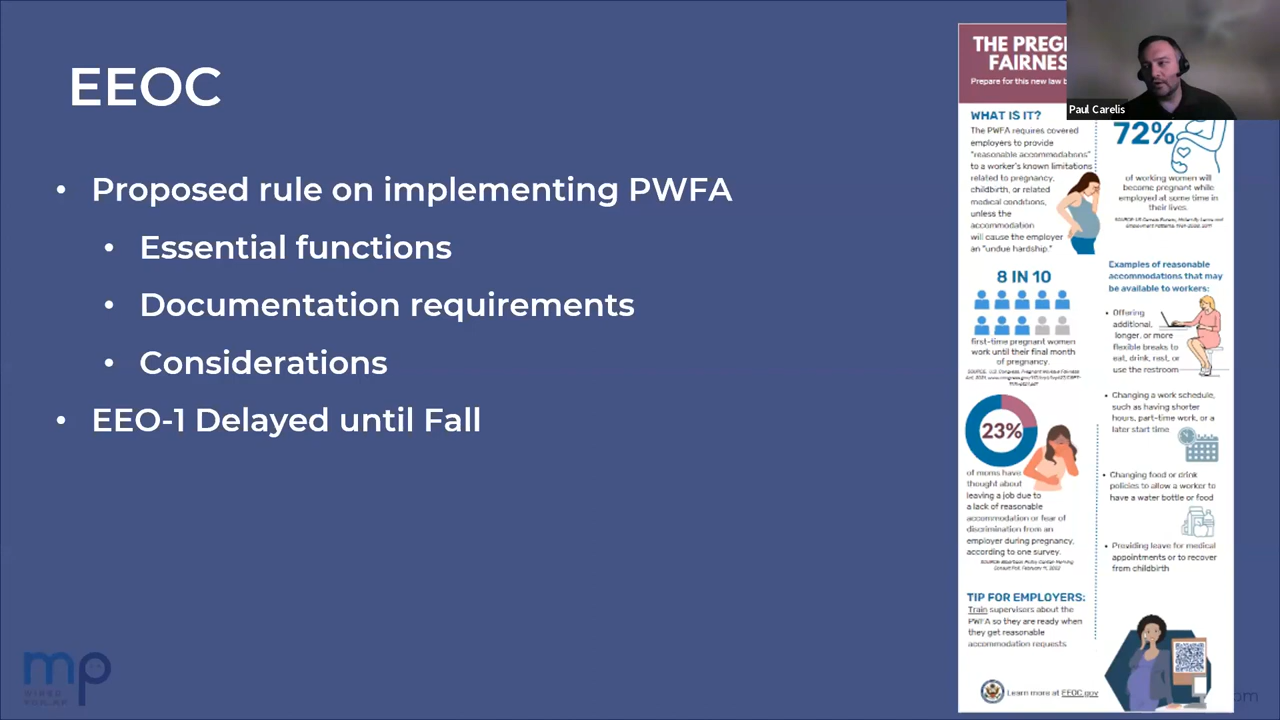 EEOC
• Proposed rule on implementing PWFA
• Essential functions
• Documentation requirements
• Considerations
• EEO-1 Delayed until Fall
mp
WIRED
FOR HR
THE PREG
FAIRNES
Prepare for this new law b
Paul Carelis
WHAT IS IT?
The PWFA requires covered
employers to provide
"reasonable accommodations"
to a worker's known limitations
related to pregnancy,
childbirth, or related
medical conditions,
unless the
accommodation
will cause the employer
an "undue hardship."
8 IN 10
first-time pregnant women
work until their final month
of pregnancy.
23%
of moms have
thought about
leaving a job due to
a lack of reasonable
accommodation or fear of
discrimination from an
employer during pregnancy,
according to one survey.
TIP FOR EMPLOYERS:
Train supervisors about the
PWFA so they are ready when
they get reasonable
accommodation requests
Learn more at EEOC.gov
72%
of working women will
become pregnant while
employed at some time in
their lives.
Examples of reasonable
accommodations that may
be available to workers:
• Offering
additional,
longer, or more
flexible breaks to
eat, drink, rest, or
use the restroom
• Changing a work schedule,
such as having shorter
hours, part-time work, or a
later start time
• Changing food or drink
policies to allow a worker to
have a water bottle or food
• Providing leave for medical
appointments or to recover
from childbirth
om